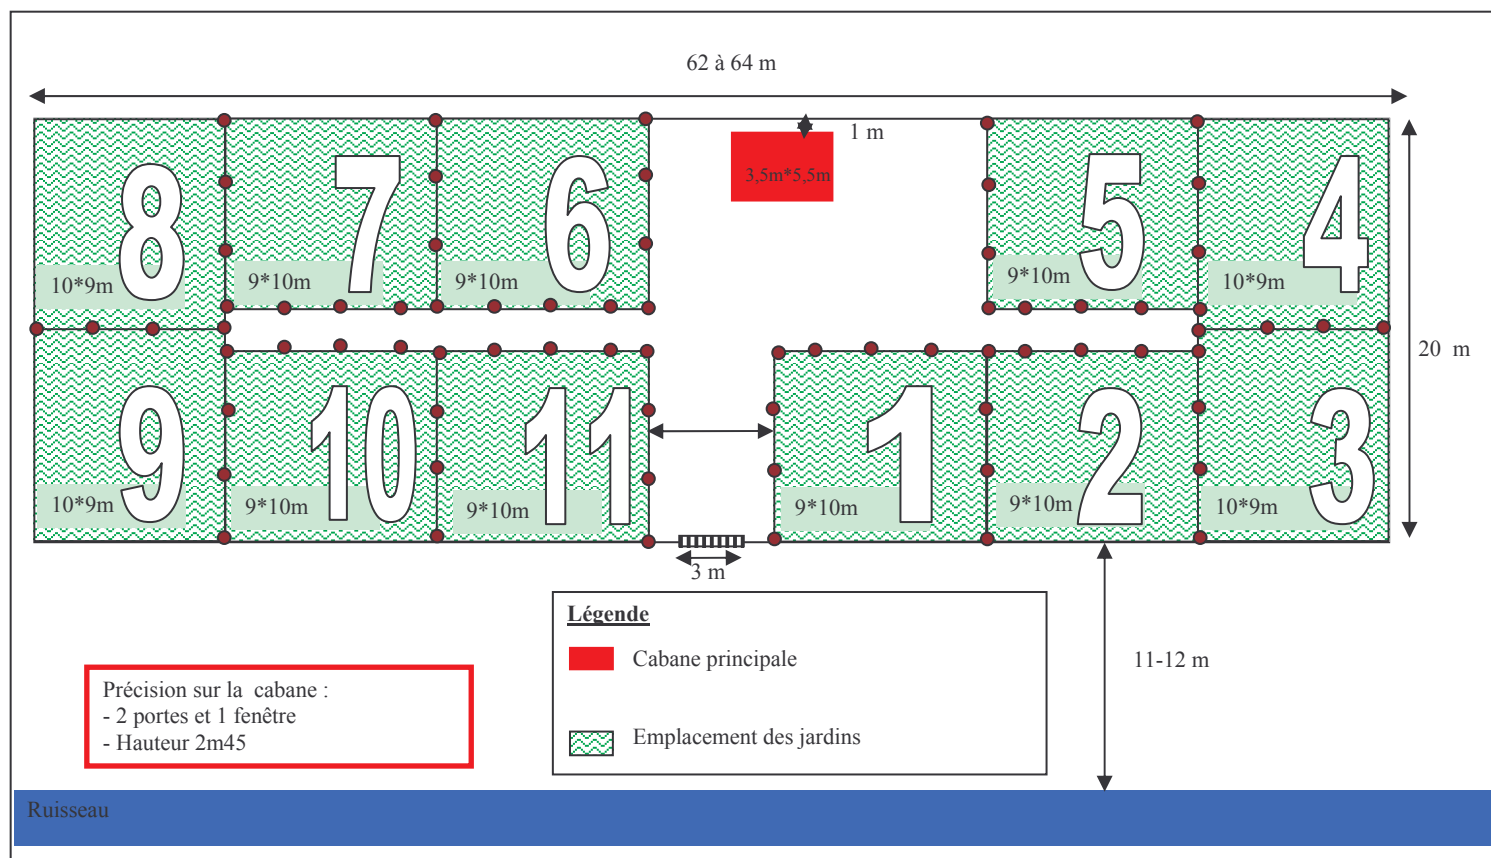 62 à 64 m
1 m
3,5m*5,5m
8
7
6
5
4
10*9m
9*10m
9*10m
9*10m
10*9m
20 m
9
10
11
1
2
3
10*9m
9*10m
9*10m
9*10m
9*10m
10*9m
3 m
Légende
Cabane principale
Emplacement des jardins
11-12 m
Précision sur la cabane :
- 2 portes et 1 fenêtre
- Hauteur 2m45
Ruisseau